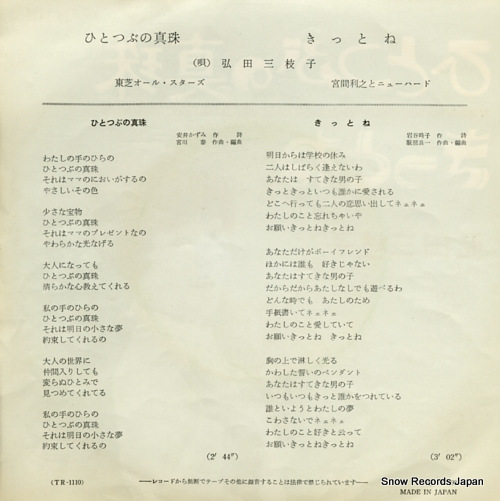 ひとつぶの真珠
きっとね
(唄) 弘田三枝子
東芝オール・スターズ
宮間利之とニューハード
ひとつぶの真珠
安井かずみ 作詩
宮川 泰 作曲・編曲
わたしの手のひらの
ひとつぶの真珠
それはママのにおいがするの
やさしいその色
少さな宝物
ひとつぶの真珠
それはママのプレゼントなの
やわらかな光なげる
大人になっても
ひとつぶの真珠
清らかな心教えてくれる
私の手のひらの
ひとつぶの真珠
それは明日の小さな夢
約束してくれるの
大人の世界に
仲間入りしても
変らぬひとみで
見つめてくてるる
私の手のひらの
ひとつぶの真珠
それは明日の小さな夢
約束してくれるの
(2′ 44″)
きっとね
岩谷時子 作詩
飯田良一 作曲・編曲
明日からは学校の休み
二人はしばらく逢えないわ
あなたは すてきな男の子
きっときっといつも誰かに愛される
どこへ行っても二人の恋思い出してネェネェ
わたしのこと忘れちゃいや
お願いきっとねきっとね
あなただけがボーイフレンド
ほかには誰も 好きじゃない
あなたはすてきな男の子
だからだからあたしなしでも遊べるわ
どんな時でも あたしのため
手紙書いてネェネェ
わたしのこと愛していて
お願いきっとね きっとね
胸の上で淋しく光る
かわした誓いのペンダント
あなたはすてきな男の子
いつもいつもきっと誰かをつれている
誰といようとわたしの夢
こわさないでネェネェ
わたしのこと好きと云って
お願いきっとねきっとね
(3′ 02″)
(TR-1110)
——レコードから無断でテープその他に録音することは法律で禁じられています——
Snow Records Japan
MADE IN JAPAN